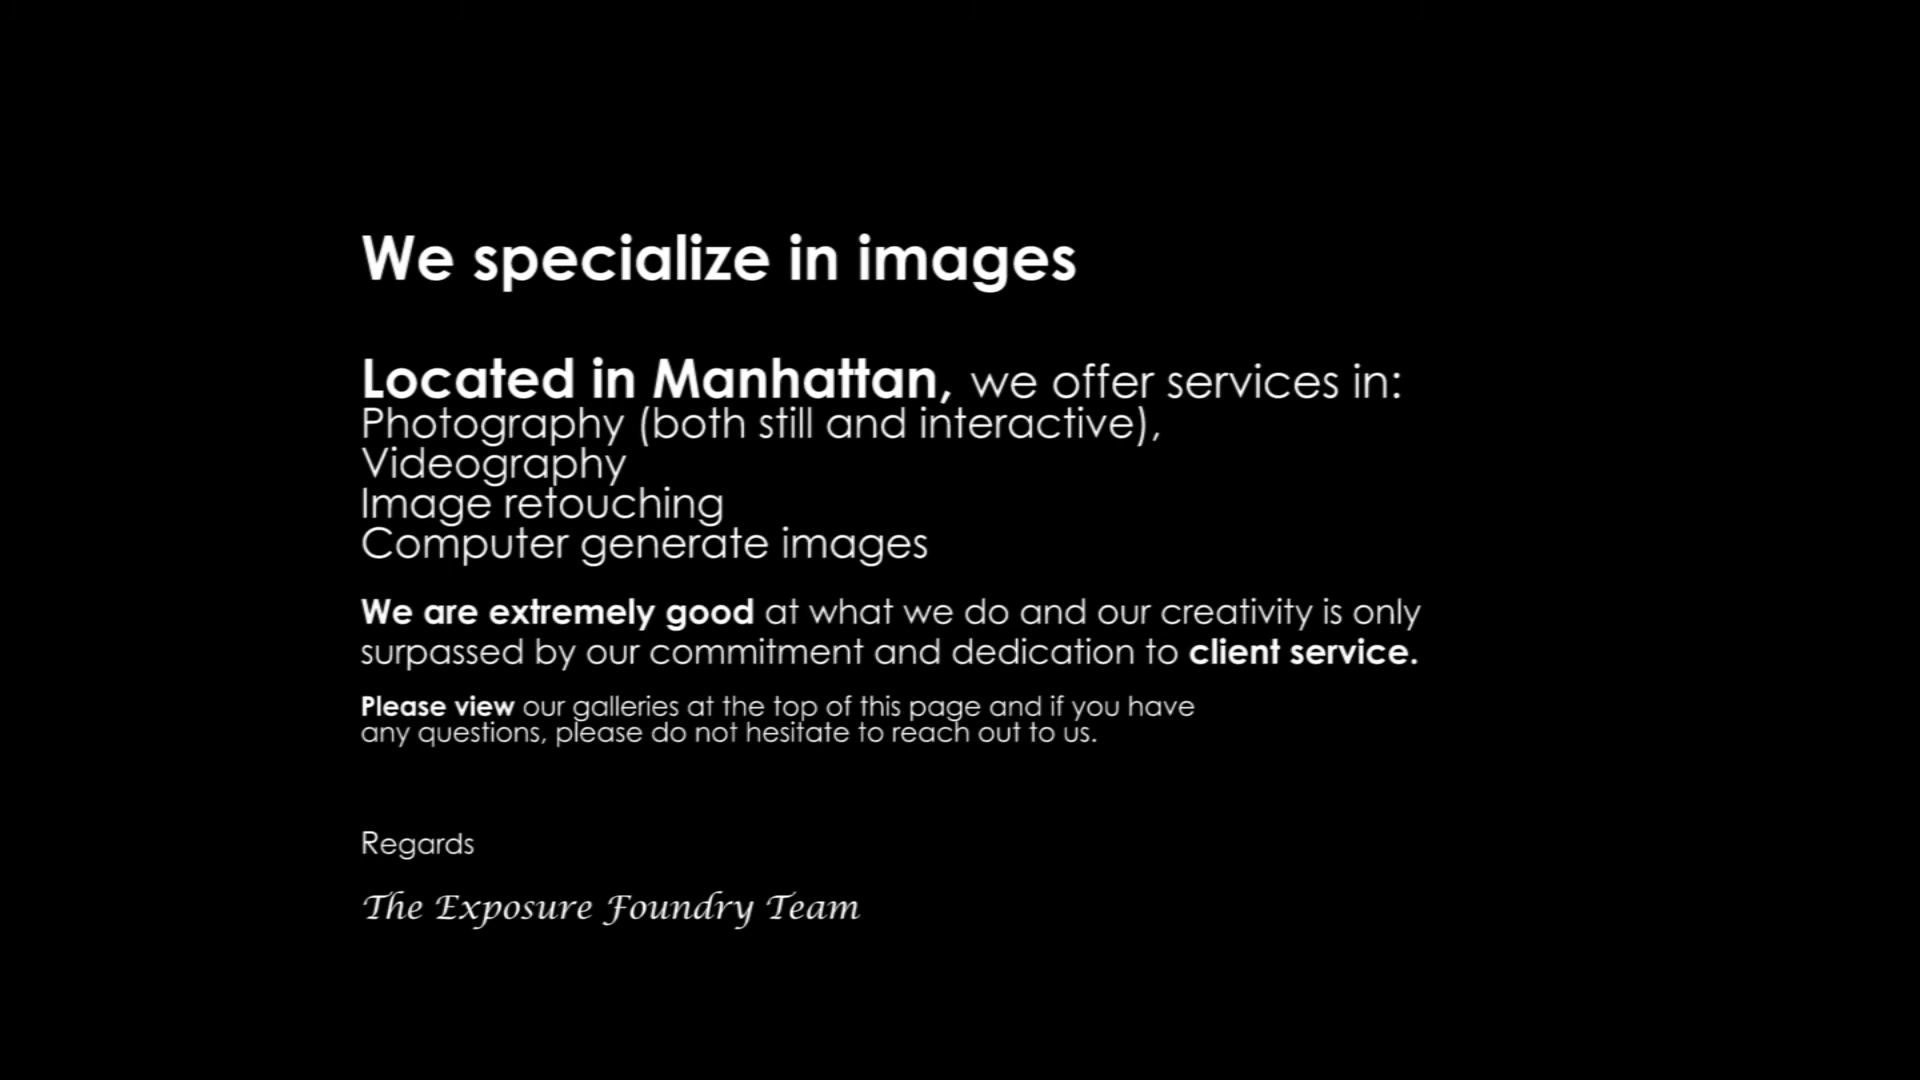 We specialize in images
Located in Manhattan, we offer services in:
Photography (both still and interactive),
Videography
Image retouching
Computer generate images
We are extremely good at what we do and our creativity is only
surpassed by our commitment and dedication to client service.
Please view our galleries at the top of this page and if you have
any questions, please do not hesitate to reach out to us.
Regards
The Exposure Foundry Team